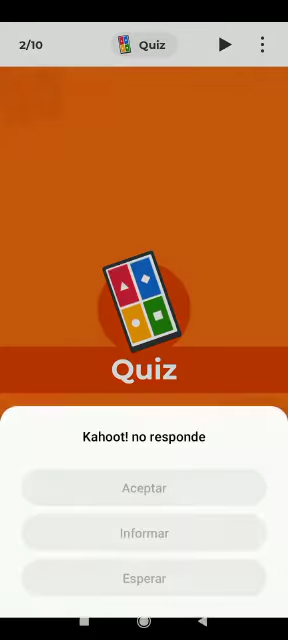 2/10
Quiz
Quiz
Kahoot! no responde
Aceptar
Informar
Esperar